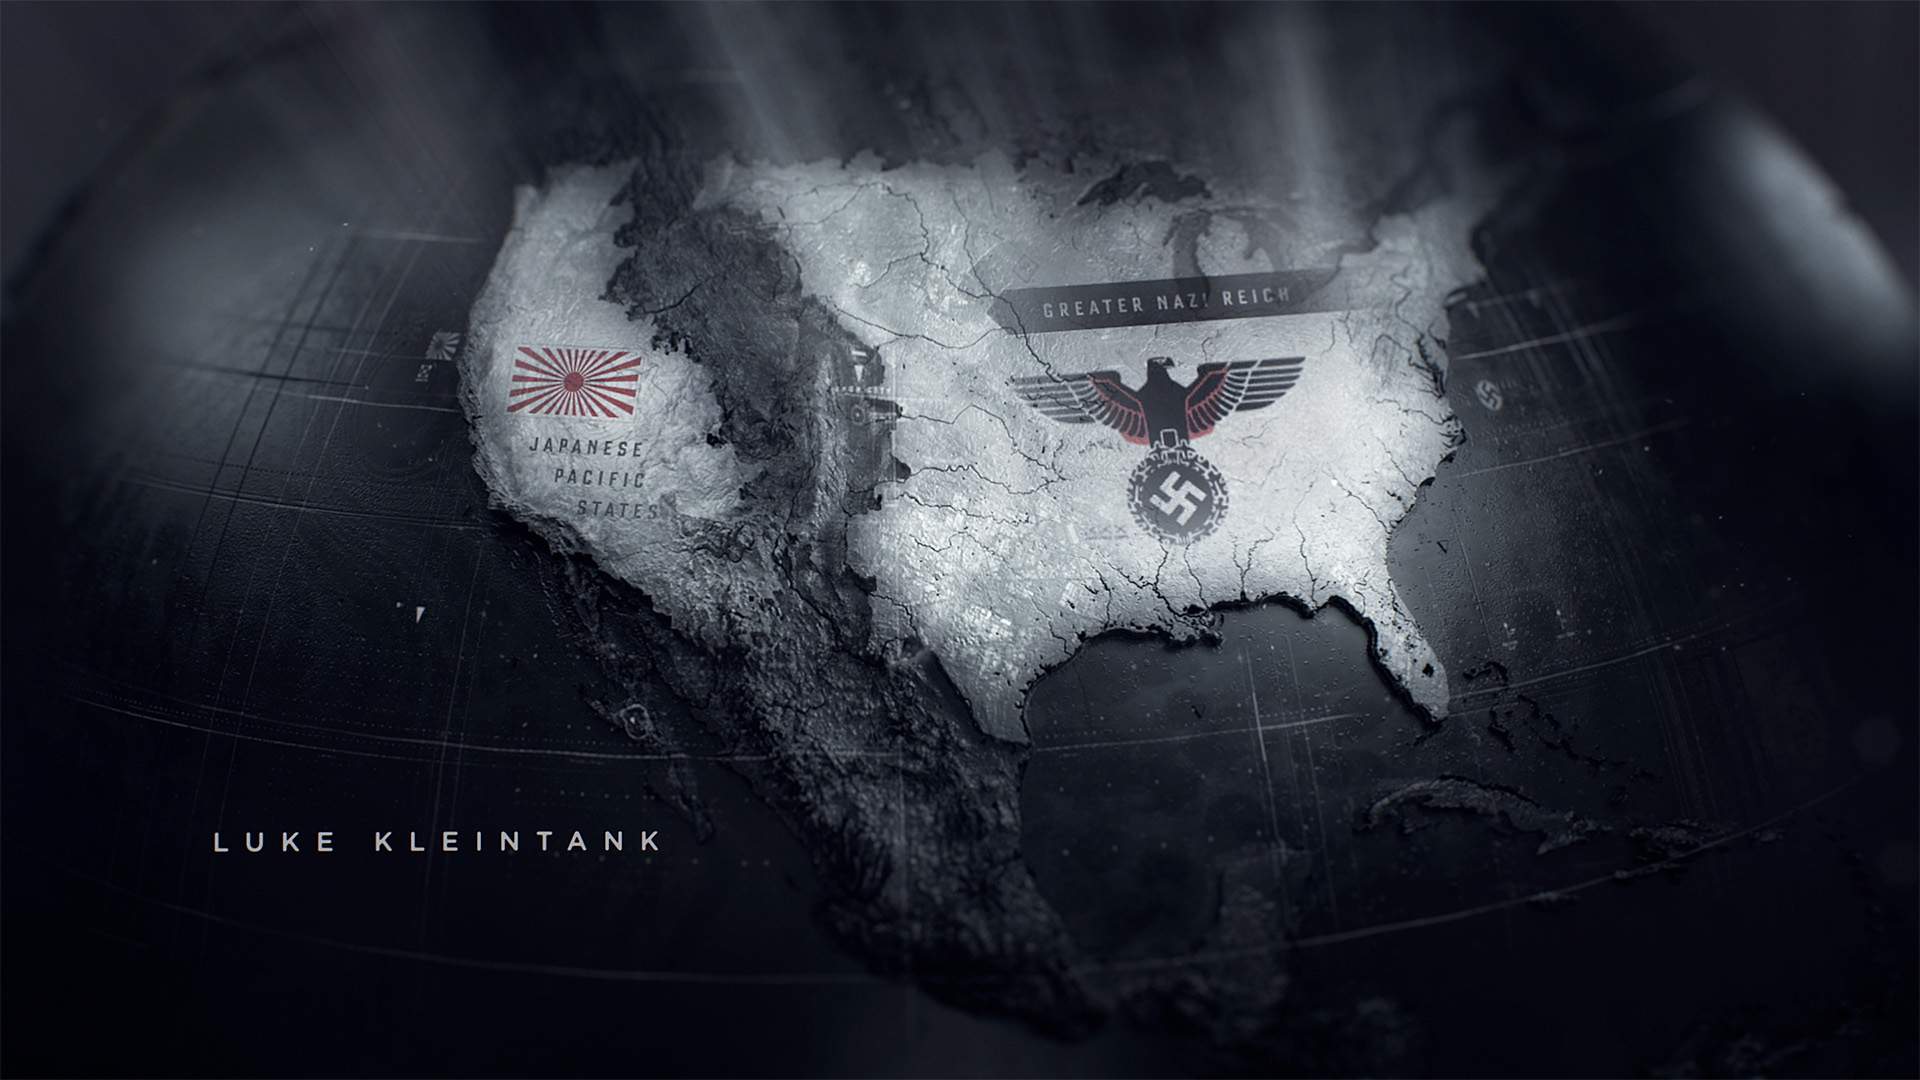 GREATER NAZI REICH
JAPANESE
PACIFIC
STATES
LUKE KLEINTANK